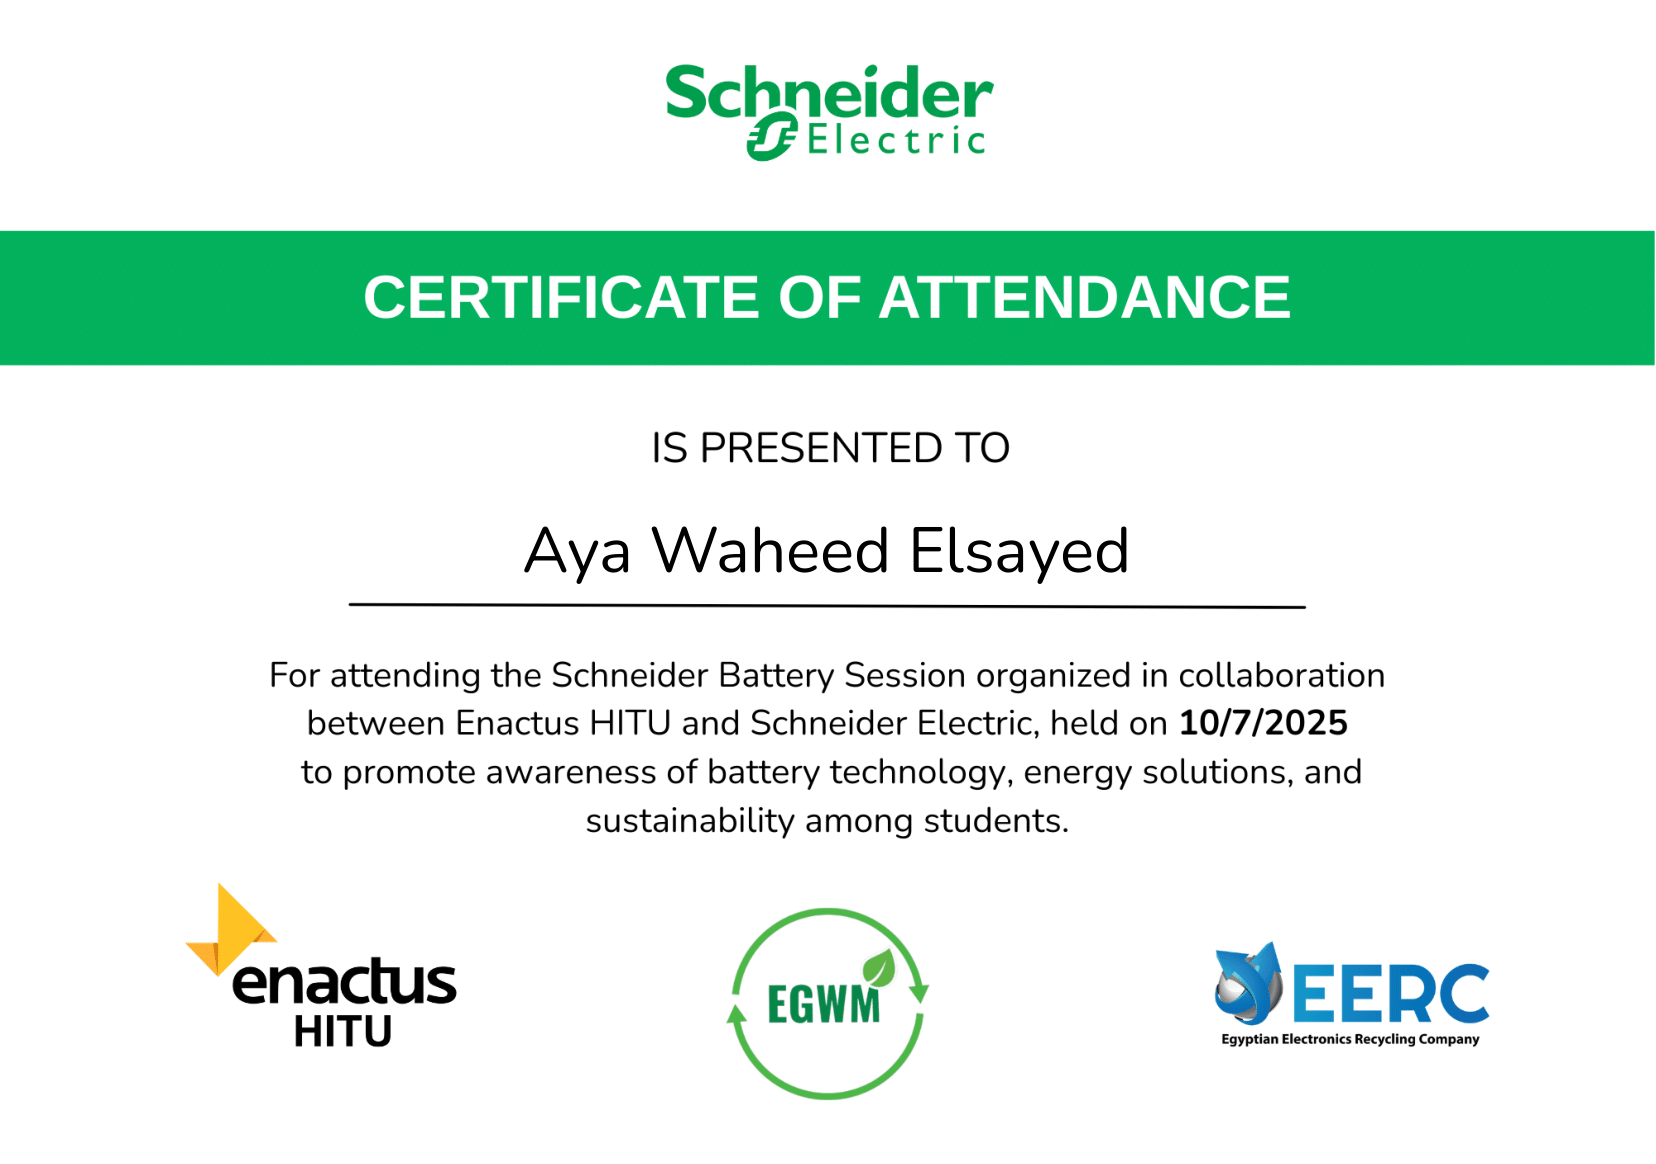 Schneider
Electric
CERTIFICATE OF ATTENDANCE
IS PRESENTED TO
Aya Waheed Elsayed
For attending the Schneider Battery Session organized in collaboration
between Enactus HITU and Schneider Electric, held on 10/7/2025
to promote awareness of battery technology, energy solutions, and
sustainability among students.
enactus
HITU
EGWM
EERC
Egyptian Electronics Recycling Company